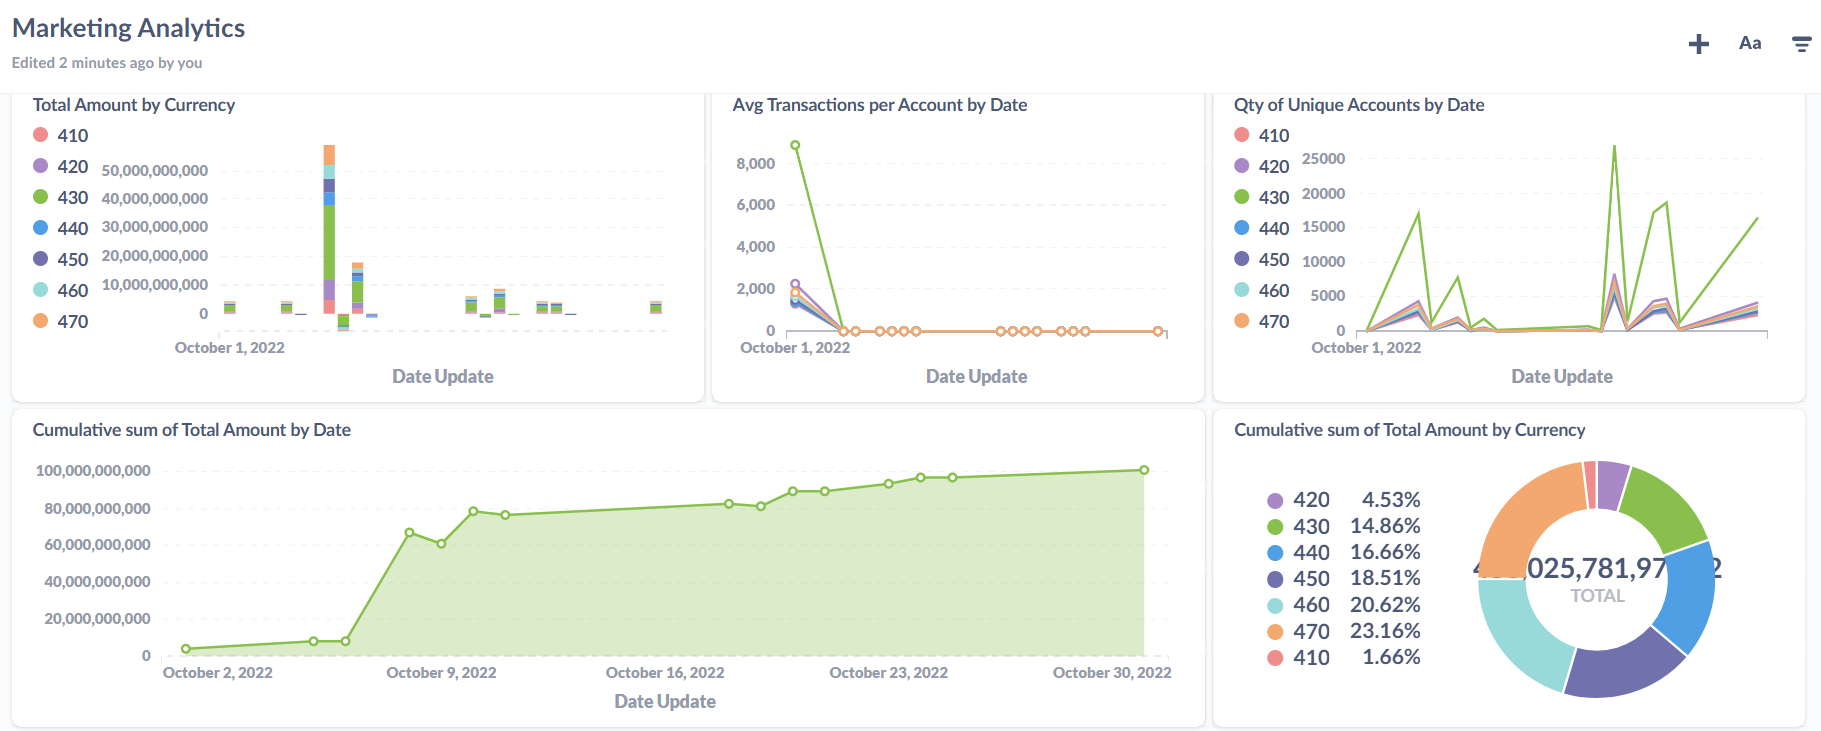 Marketing Analytics
Edited 2 minutes ago by you
Aa
Total Amount by Currency
410
420
430
440
450
460
470
50,000,000,000
40,000,000,000
30,000,000,000
20,000,000,000
10,000,000,000
0
October 1, 2022
Date Update
Avg Transactions per Account by Date
8,000
6,000
4,000
2,000
0
October 1, 2022
Date Update
Qty of Unique Accounts by Date
410
420
430
440
450
460
470
25000
20000
15000
10000
5000
0
October 1, 2022
Date Update
Cumulative sum of Total Amount by Date
100,000,000,000
80,000,000,000
60,000,000,000
40,000,000,000
20,000,000,000
0
October 2, 2022 October 9, 2022 October 16, 2022 October 23, 2022 October 30, 2022
Date Update
Cumulative sum of Total Amount by Currency
420 4.53%
430 14.86%
440 16.66%
450 18.51%
460 20.62%
470 23.16%
410 1.66%
TOTAL